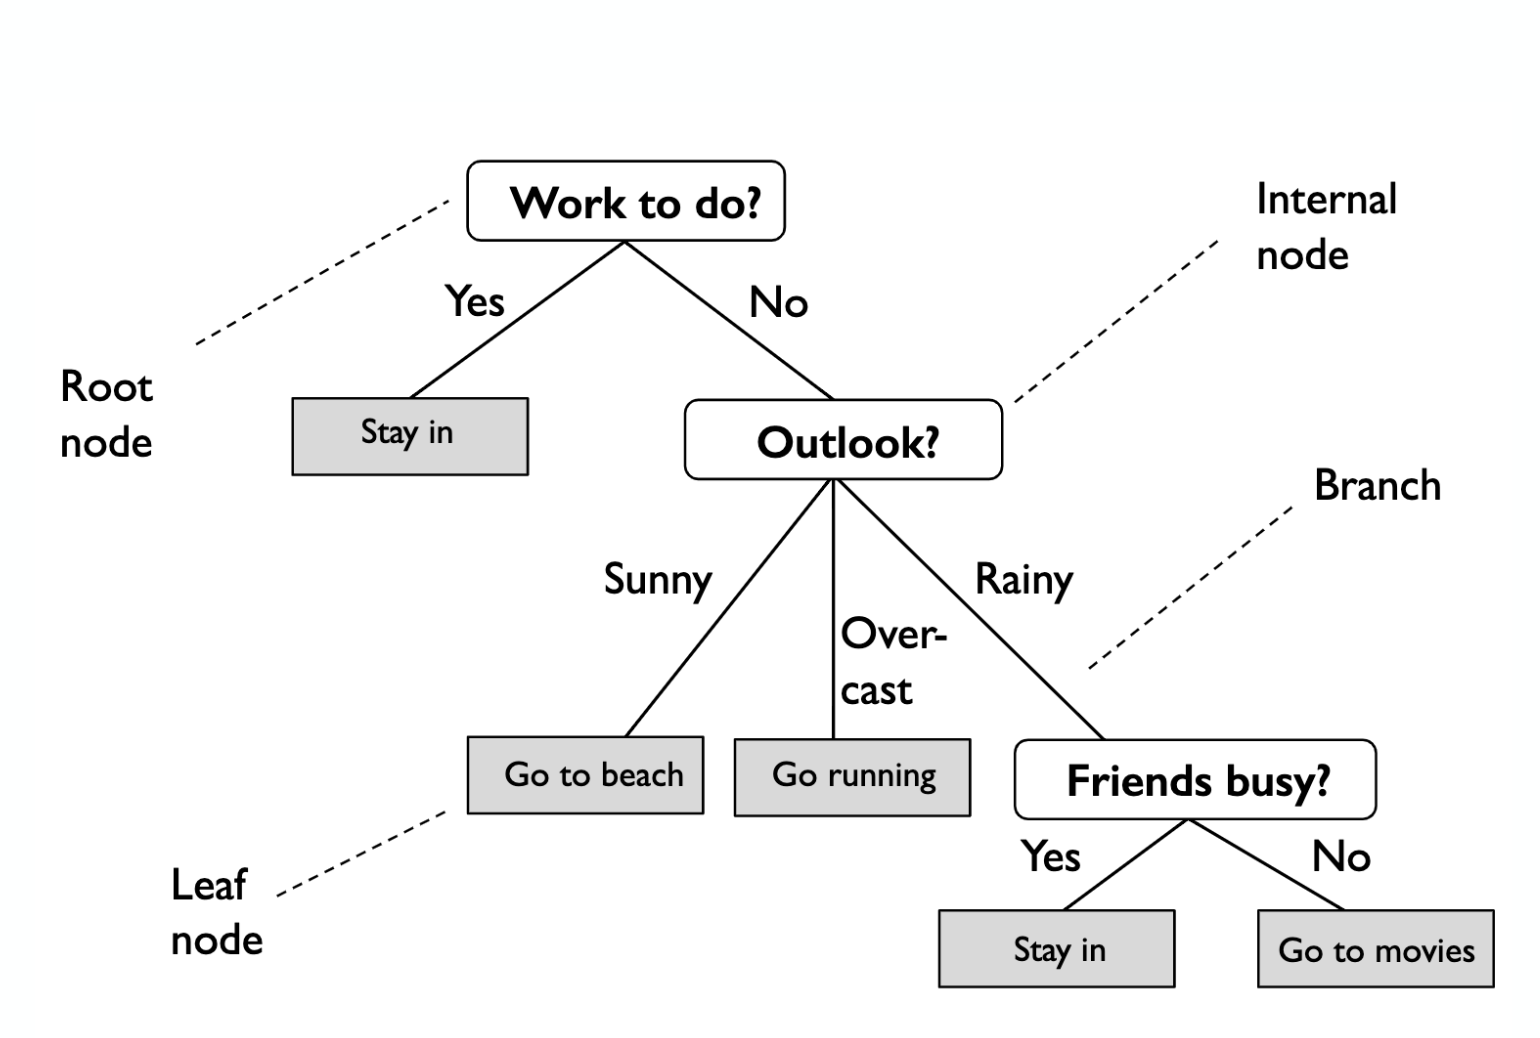 Work to do?
Internal
node
Yes
No
Root
node
Stay in
Outlook?
Branch
Sunny
Rainy
Over-
cast
Go to beach
Go running
Friends busy?
Yes
No
Leaf
node
Stay in
Go to movies